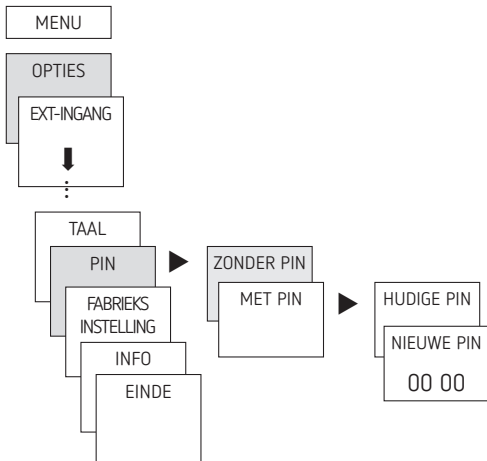 MENU
OPTIES
EXT-INGANG
TAAL
PIN
ZONDER PIN
MET PIN
HUDIGE PIN
NIEUWE PIN
00 00
FABRIEKS
INSTELLING
INFO
EINDE